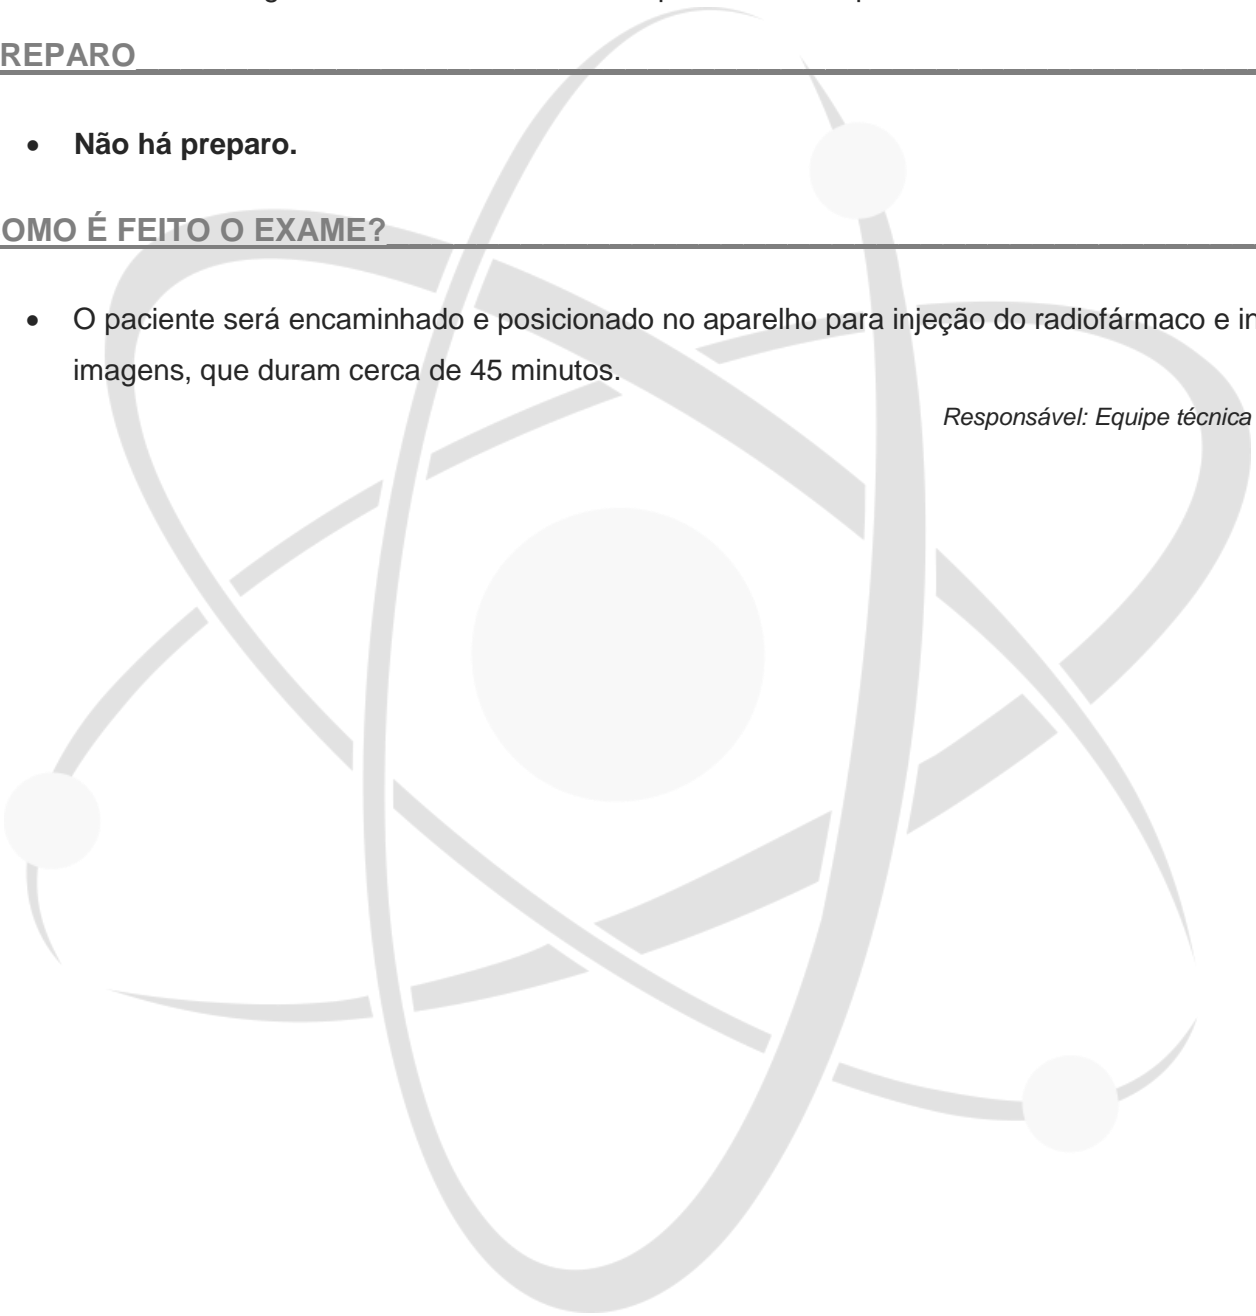 REPARO
• Não há preparo.
OMO É FEITO O EXAME?
• O paciente será encaminhado e posicionado no aparelho para injeção do radiofármaco e in
imagens, que duram cerca de 45 minutos.
Responsável: Equipe técnica